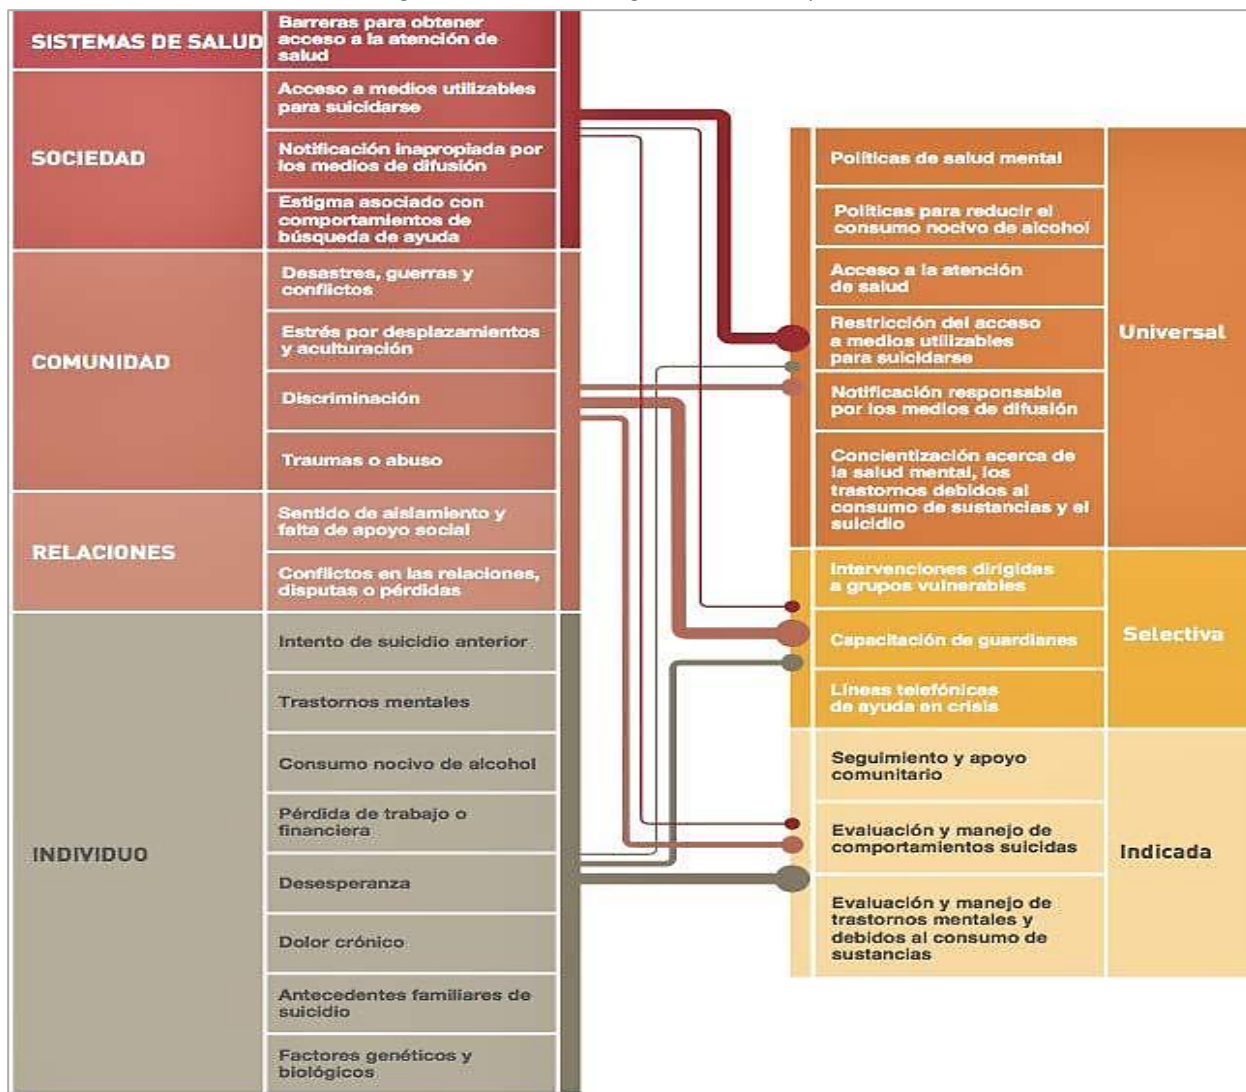 SISTEMAS DE SALUD
Barreras para obtener
acceso a la atención de
salud
SOCIEDAD
Acceso a medios utilizables
para suicidarse
Notificación inapropiada por
los medios de difusión
Estigma asociado con
comportamientos de
búsqueda de ayuda
COMUNIDAD
Desastres, guerras y
conflictos
Estrés por desplazamientos
y aculturación
Discriminación
Traumas o abuso
RELACIONES
Sentido de aislamiento y
falta de apoyo social
Conflictos en las relaciones,
disputas o pérdidas
INDIVIDUO
Intento de suicidio anterior
Trastornos mentales
Consumo nocivo de alcohol
Pérdida de trabajo o
financiera
Desesperanza
Dolor crónico
Antecedentes familiares de
suicidio
Factores genéticos y
biológicos
Políticas de salud mental
Políticas para reducir el
consumo nocivo de alcohol
Acceso a la atención
de salud
Restricción del acceso
a medios utilizables
para suicidarse
Notificación responsable
por los medios de difusión
Concientización acerca de
la salud mental, los
trastornos debidos al
consumo de sustancias y el
suicidio
Universal
Intervenciones dirigidas
a grupos vulnerables
Capacitación de guardianes
Líneas telefónicas
de ayuda en crisis
Selectiva
Seguimiento y apoyo
comunitario
Evaluación y manejo de
comportamientos suicidas
Evaluación y manejo de
trastornos mentales y
debidos al consumo de
sustancias
Indicada